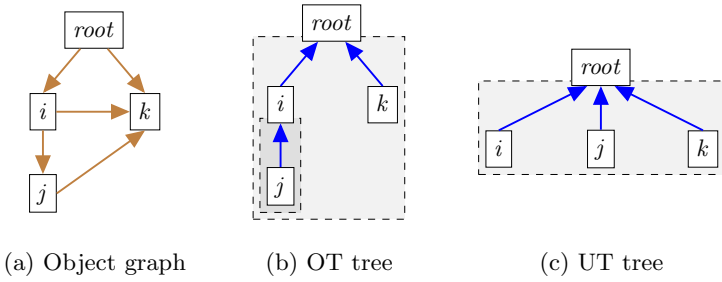 root
i
k
j
(a) Object graph
root
i
k
j
(b) OT tree
root
i
j
k
(c) UT tree